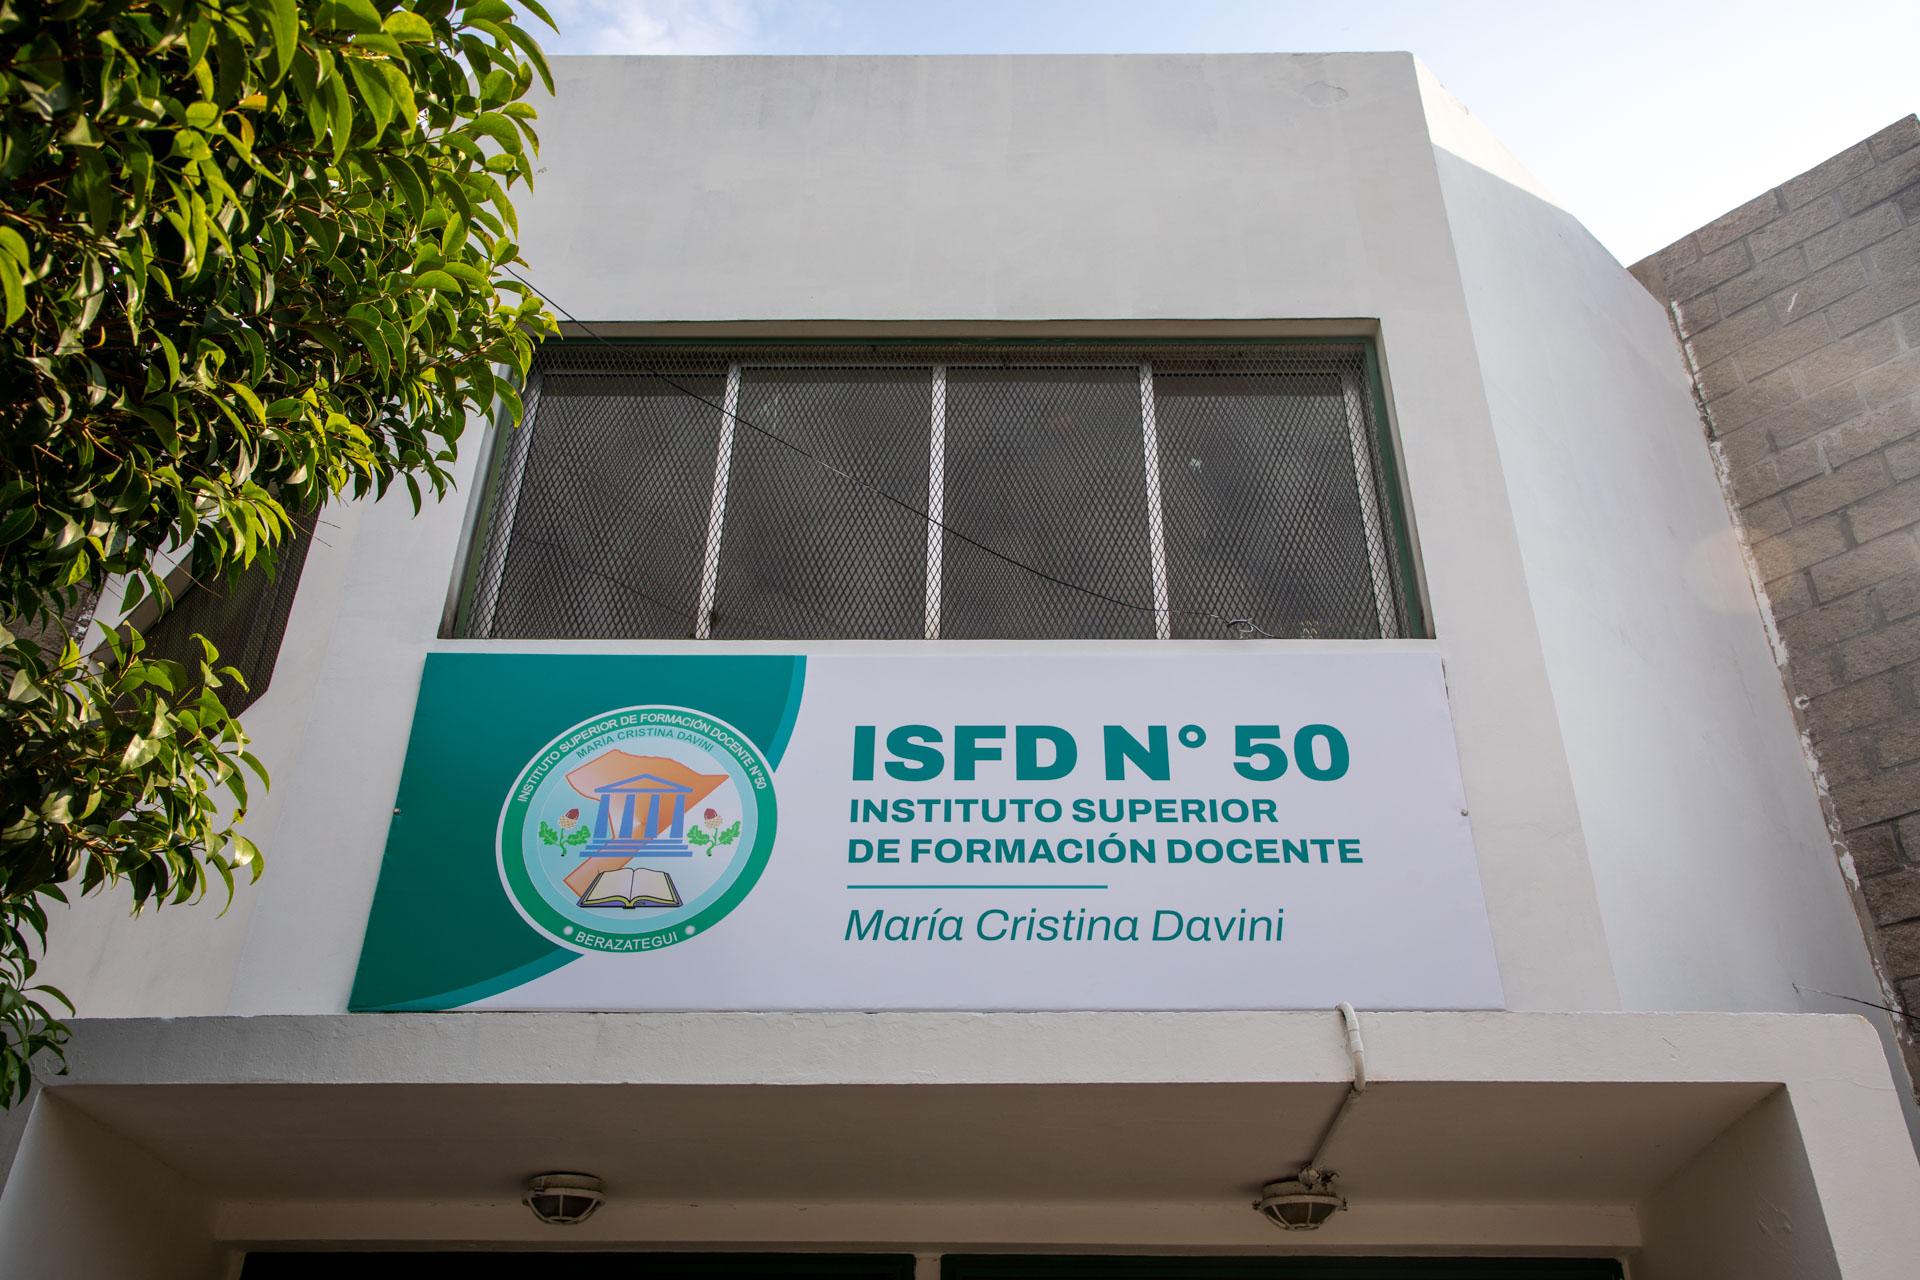 INSTITUTO SUPERIOR DE FORMACIÓN DOCENTE N°50
MARÍA CRISTINA DAVINI
BERAZATEGUI
ISFD N° 50
INSTITUTO SUPERIOR
DE FORMACIÓN DOCENTE
María Cristina Davini